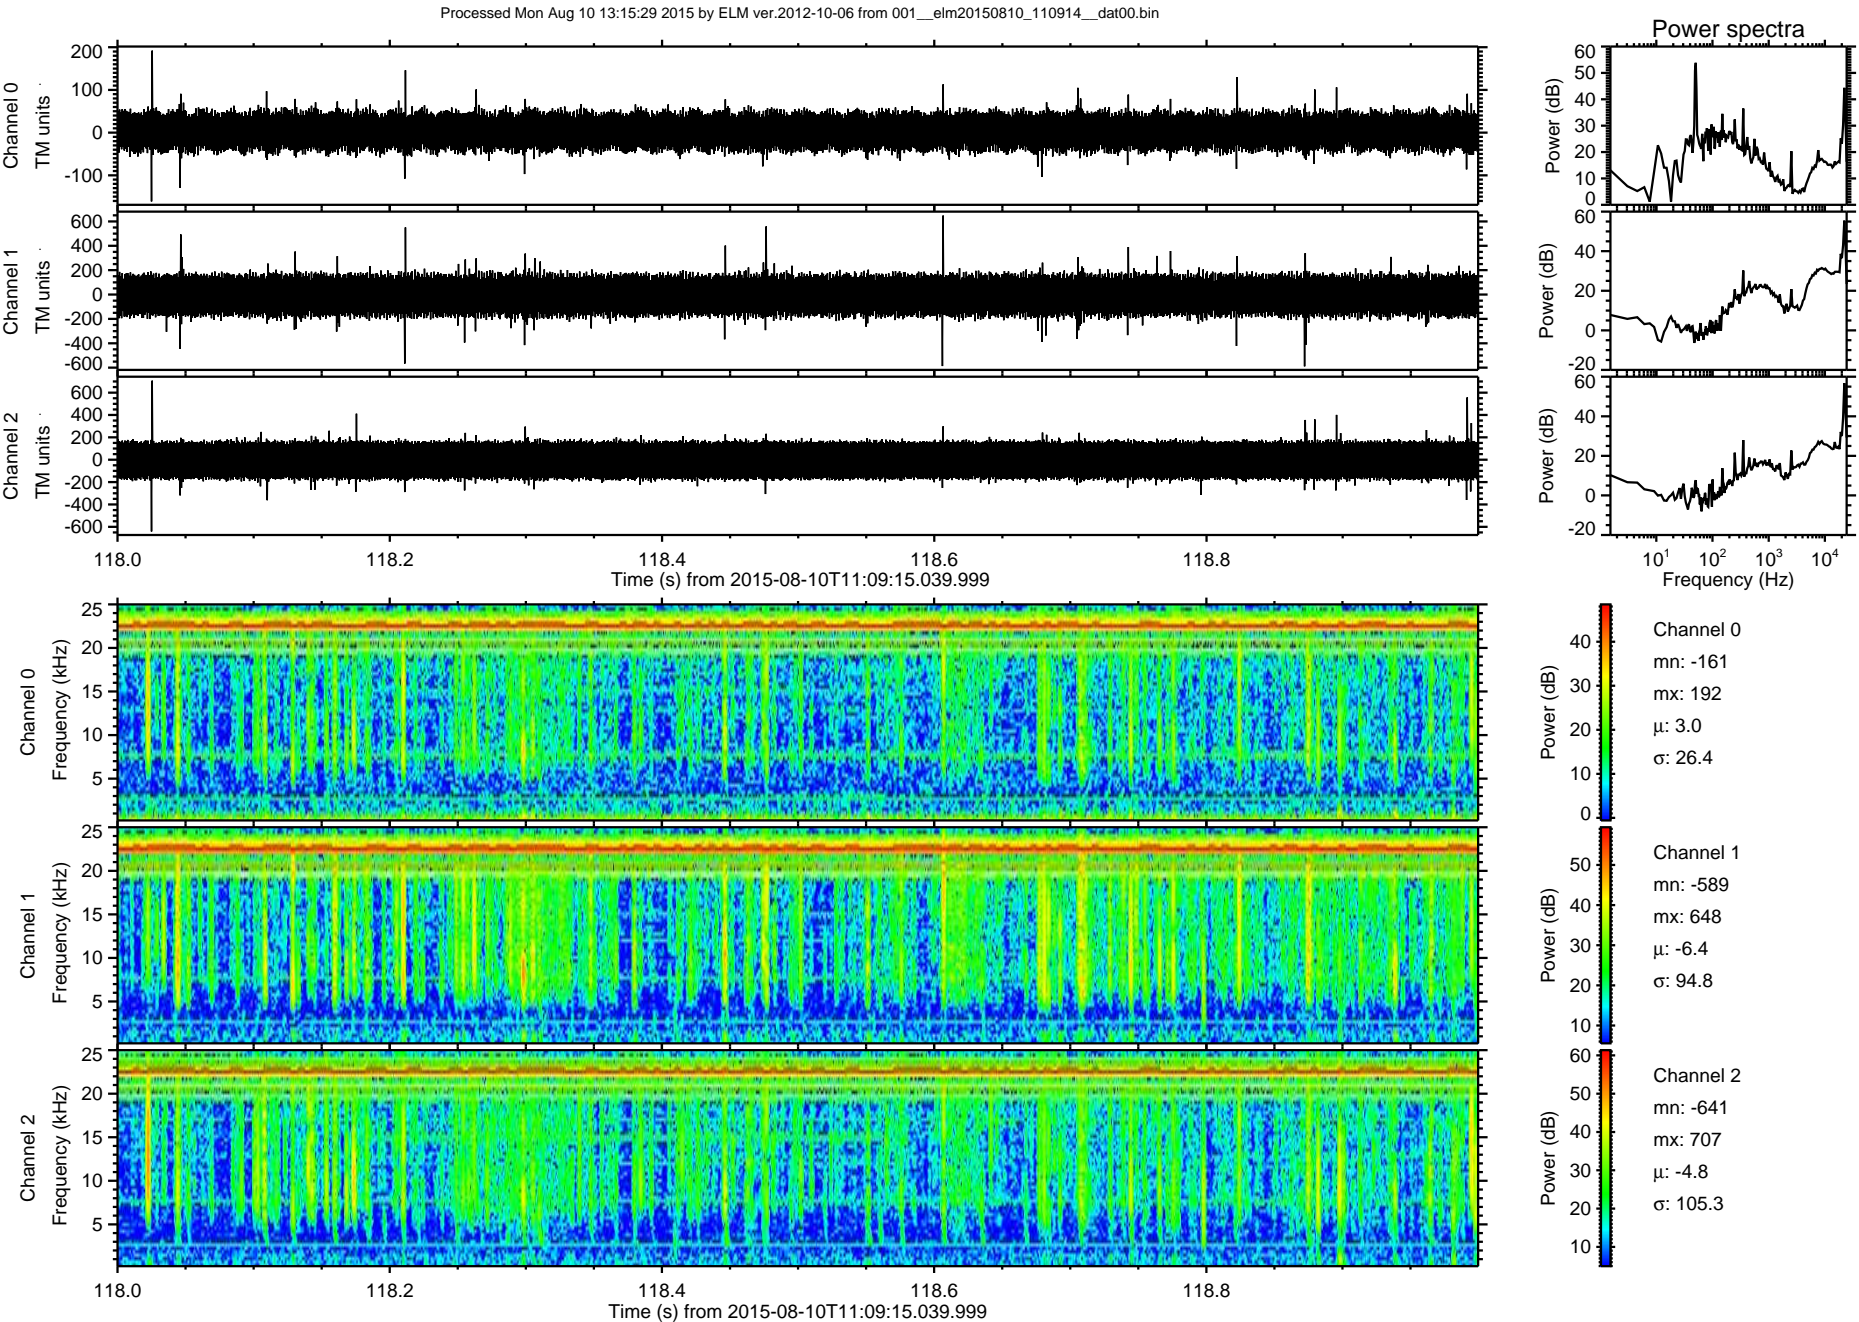 Processed Mon Aug 10 13:15:29 2015 by ELM ver.2012-10-06 from 001__elm20150810_110914__dat00.bin
Power spectra
Channel 0
TM units
200
100
0
-100
Power (dB)
60
50
40
30
20
10
0
Channel 1
TM units
600
400
200
0
-200
-400
-600
Power (dB)
60
40
20
0
-20
Channel 2
TM units
600
400
200
0
-200
-400
-600
Power (dB)
60
40
20
0
-20
118.0 118.2 118.4 118.6 118.8
Time (s) from 2015-08-10T11:09:15.039.999
10¹ 10² 10³ 10⁴
Frequency (Hz)
Channel 0
Frequency (kHz)
25
20
15
10
5
Power (dB)
40
30
20
10
0
Channel 0
mn: -161
mx: 192
μ: 3.0
σ: 26.4
Channel 1
Frequency (kHz)
25
20
15
10
5
Power (dB)
50
40
30
20
10
Channel 1
mn: -589
mx: 648
μ: -6.4
σ: 94.8
Channel 2
Frequency (kHz)
25
20
15
10
5
Power (dB)
60
50
40
30
20
10
Channel 2
mn: -641
mx: 707
μ: -4.8
σ: 105.3
118.0 118.2 118.4 118.6 118.8
Time (s) from 2015-08-10T11:09:15.039.999